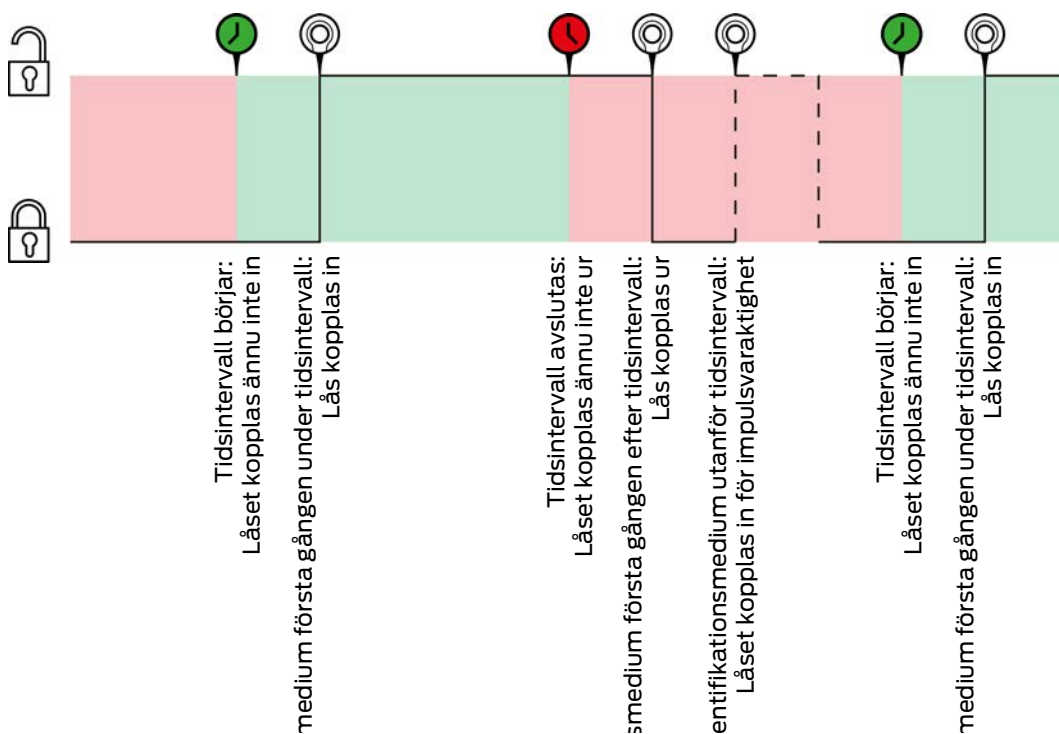 Tidsintervall börjar:
Låset kopplas ännu inte in
medium första gången under tidsintervall:
Lås kopplas in
Tidsintervall avslutas:
Låset kopplas ännu inte ur
smedium första gången efter tidsintervall:
Lås kopplas ur
entifikationsmedium utanför tidsintervall:
Låset kopplas in för impulsvaraktighet
Tidsintervall börjar:
Låset kopplas ännu inte in
medium första gången under tidsintervall:
Lås kopplas in